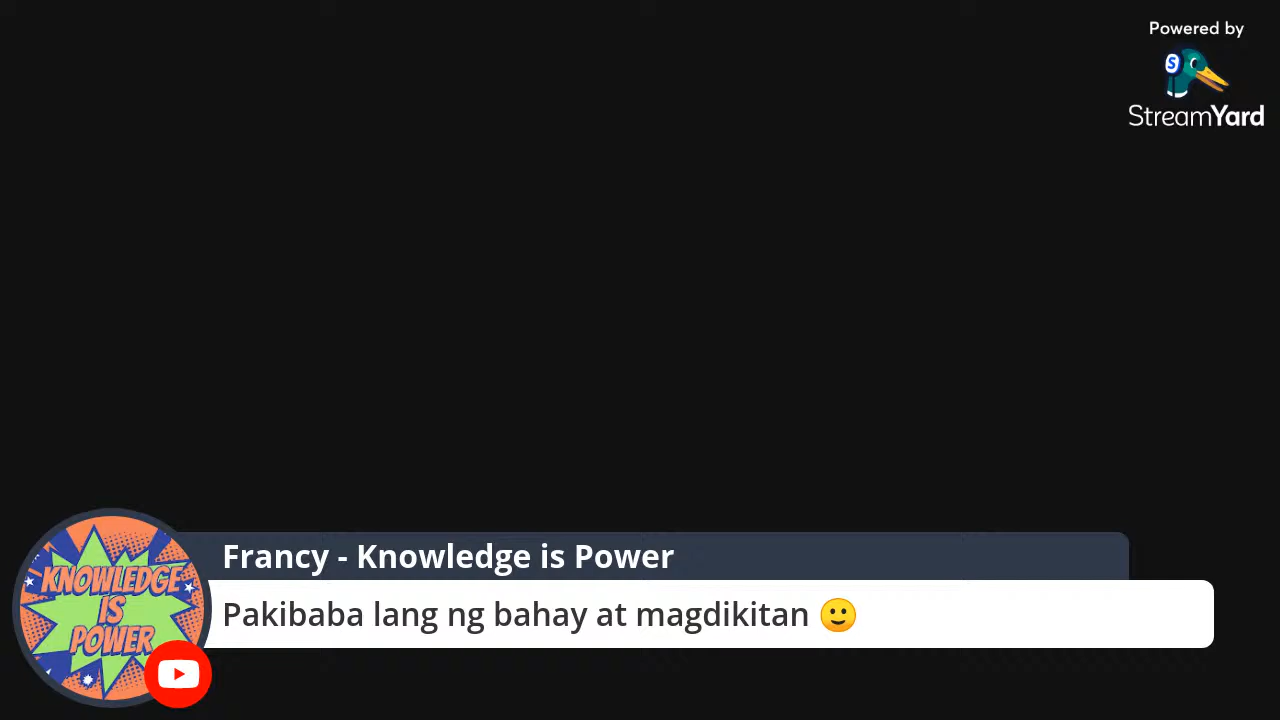 Powered by
S
StreamYard
Francy - Knowledge is Power
Pakibaba lang ng bahay at magdikitan 🙂
KNOWLEDGE
IS
POWER